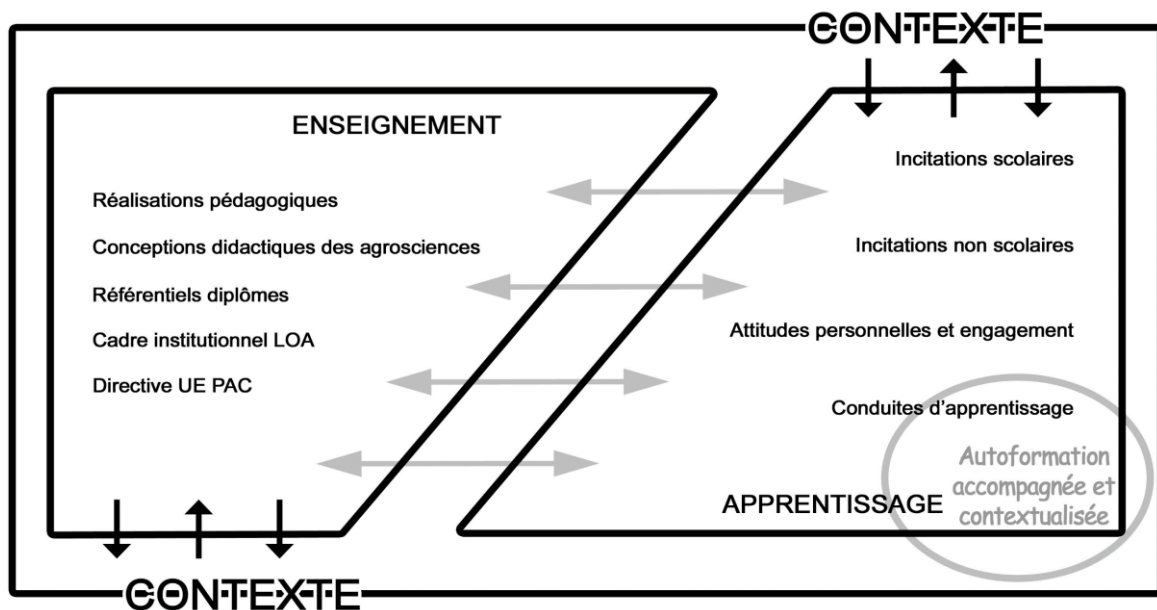 CONTEXTE
ENSEIGNEMENT
Réalisations pédagogiques
Conceptions didactiques des agrosciences
Référentiels diplômes
Cadre institutionnel LOA
Directive UE PAC
Incitations scolaires
Incitations non scolaires
Attitudes personnelles et engagement
Conduites d’apprentissage
Autoformation
accompagnée et
contextualisée
APPRENTISSAGE
CONTEXTE